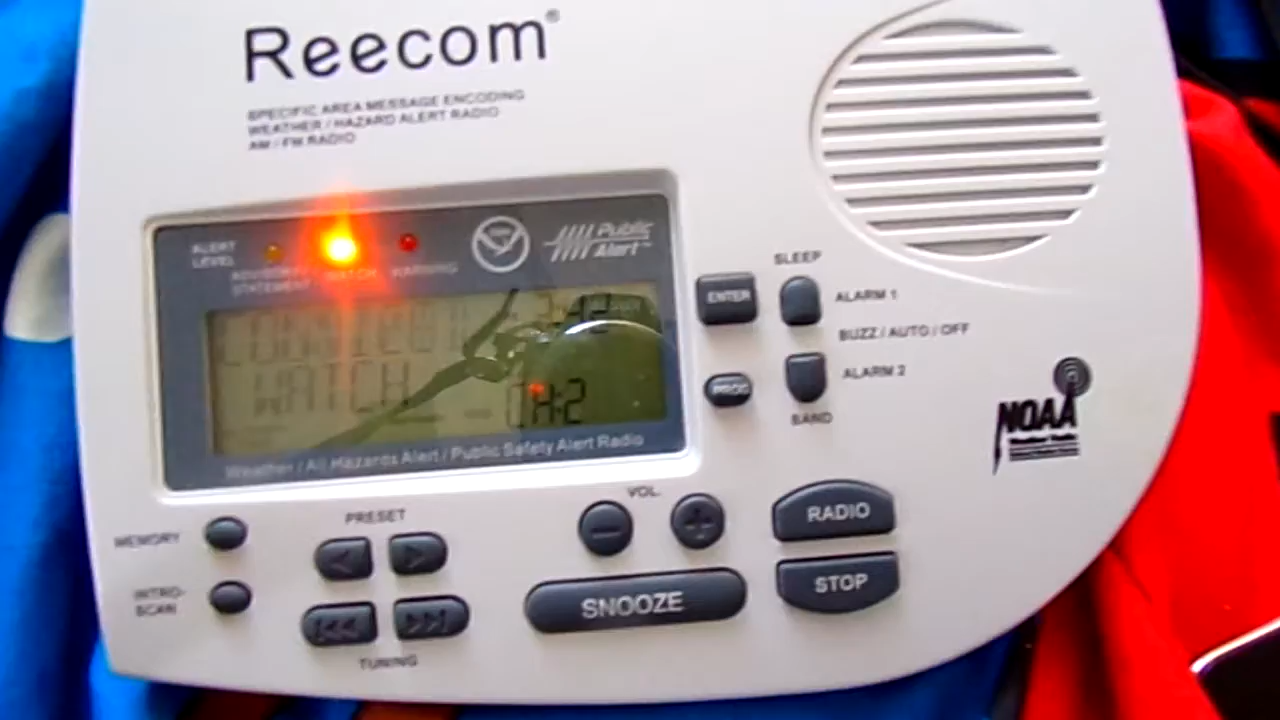 Reecom®
SPECIFIC AREA MESSAGE ENCODING
WEATHER / HAZARD ALERT RADIO
AM / FM RADIO
ALERT
LEVEL
STATEMENT
WATCH
WARNING
Public
Alert™
WATCH
CH:2
Weather / All Hazards Alert / Public Safety Alert Radio
ENTER
SLEEP
ALARM 1
BUZZ / AUTO / OFF
PROG
ALARM 2
BAND
NOAA
MEMORY
PRESET
VOL.
RADIO
INTRO-
SCAN
SNOOZE
STOP
TUNING